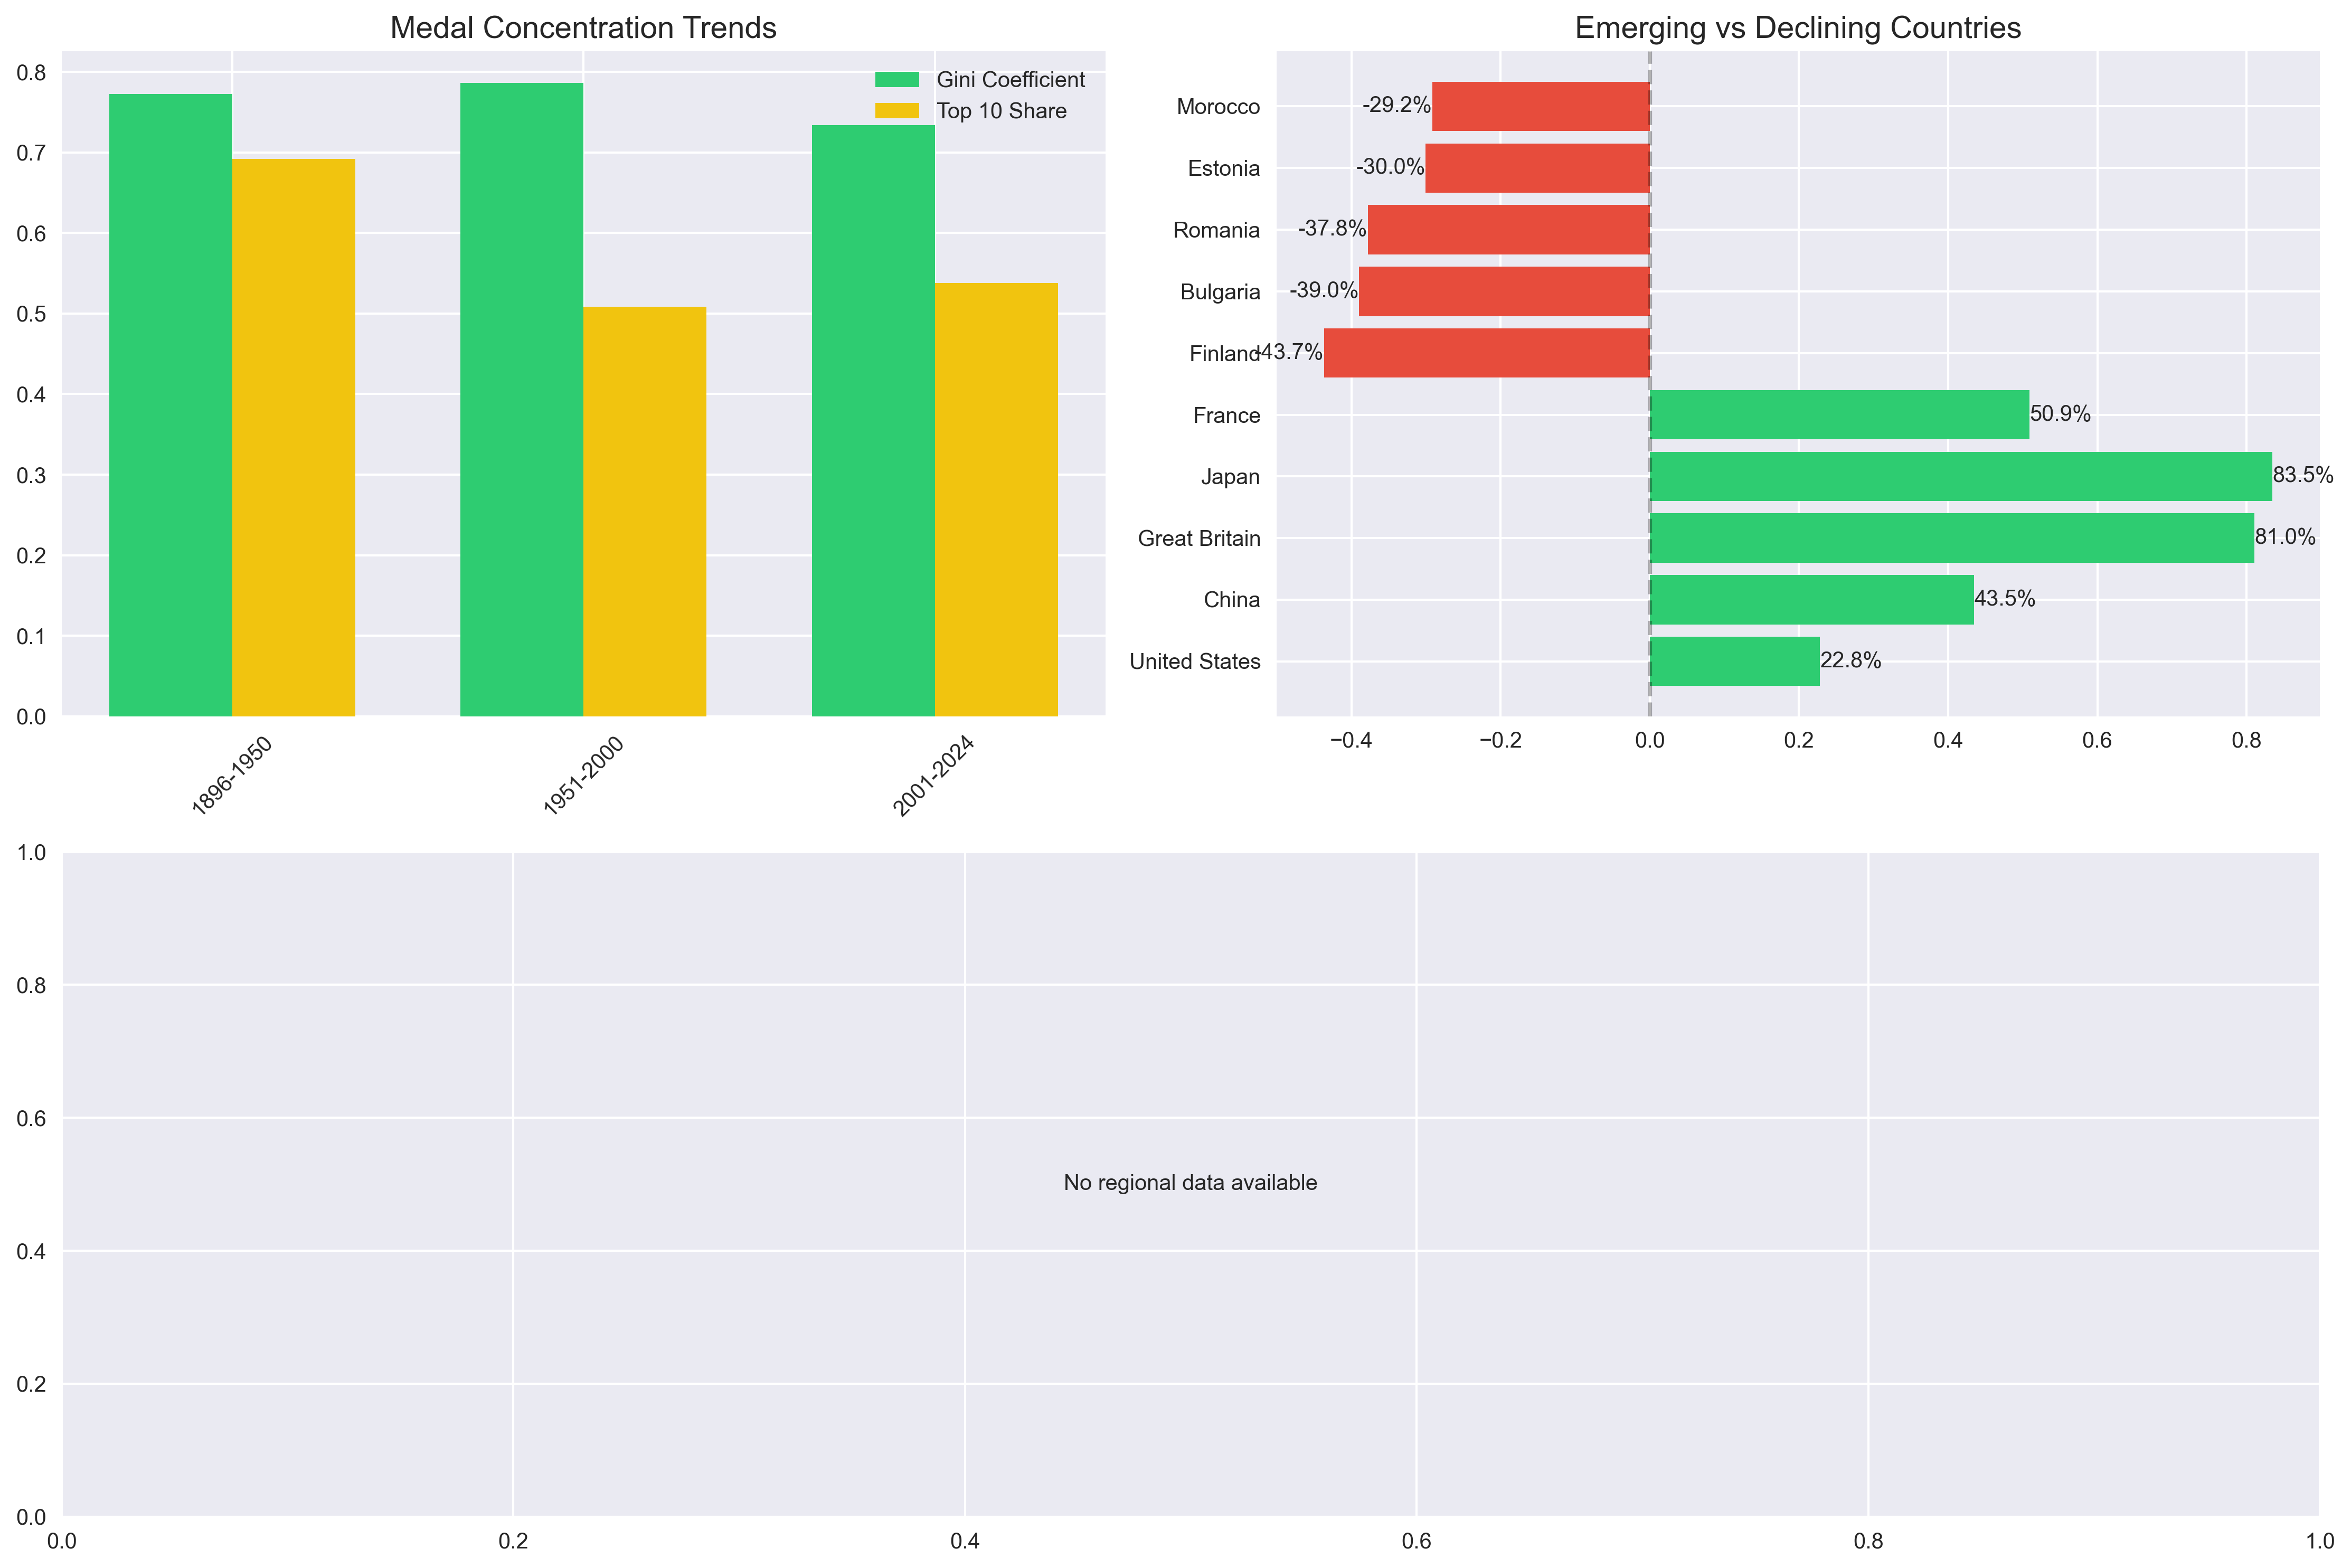 Medal Concentration Trends
Gini Coefficient
Top 10 Share
0.8
0.7
0.6
0.5
0.4
0.3
0.2
0.1
0.0
1896-1950
1951-2000
2001-2024
Emerging vs Declining Countries
Morocco -29.2%
Estonia -30.0%
Romania -37.8%
Bulgaria -39.0%
Finland -43.7%
France 50.9%
Japan 83.5%
Great Britain 81.0%
China 43.5%
United States 22.8%
−0.4 −0.2 0.0 0.2 0.4 0.6 0.8
1.0
0.8
0.6
No regional data available
0.4
0.2
0.0
0.0 0.2 0.4 0.6 0.8 1.0